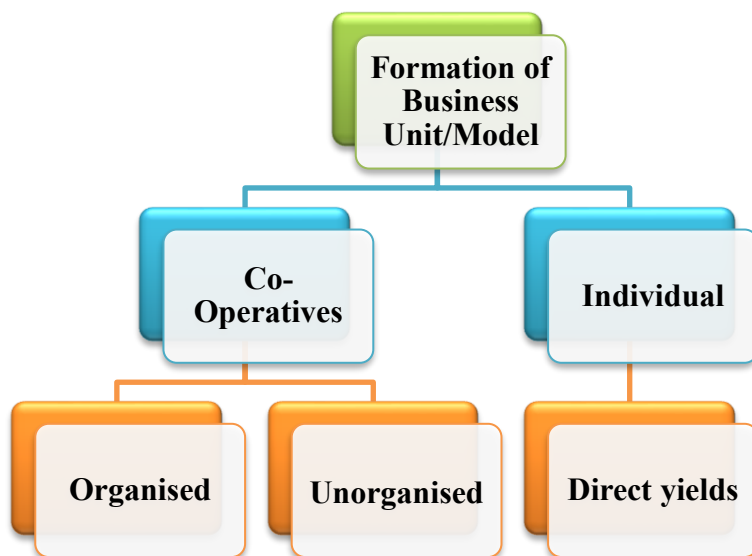 Formation of
Business
Unit/Model
Co-
Operatives
Individual
Organised
Unorganised
Direct yields